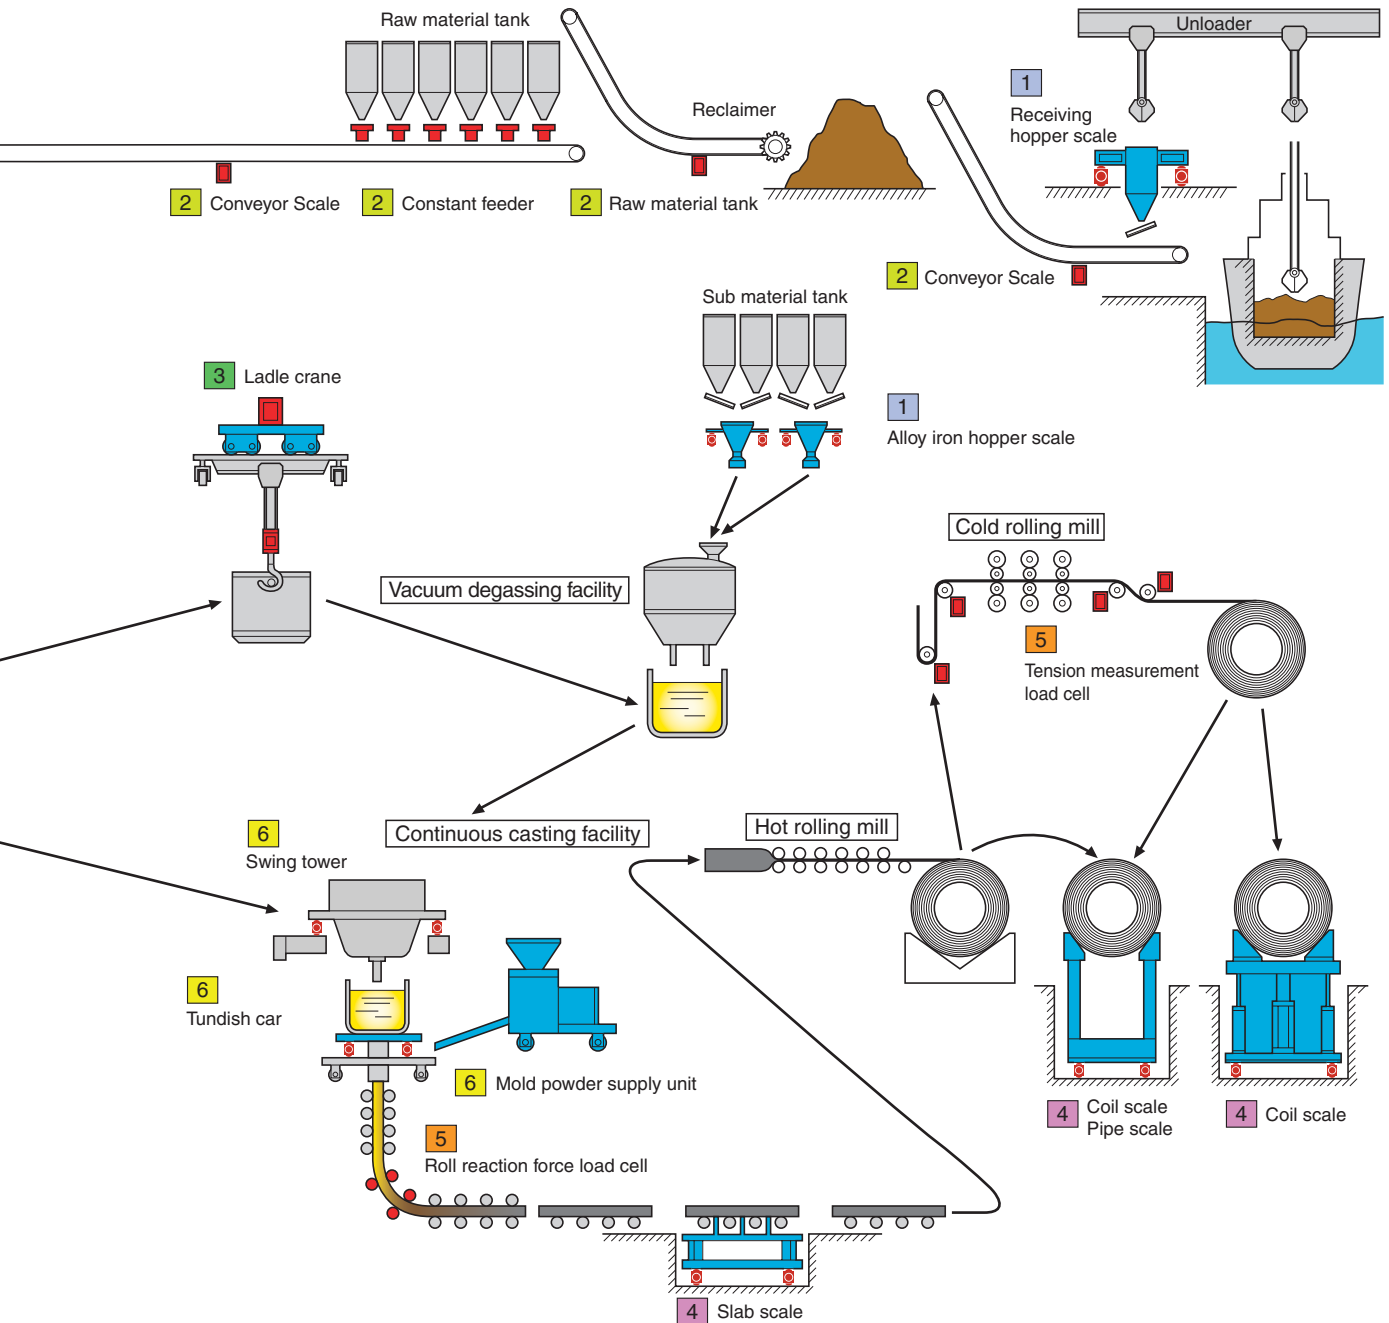 Raw material tank
Unloader
1
Receiving
hopper scale
Reclaimer
2 Conveyor Scale
2 Constant feeder
2 Raw material tank
2 Conveyor Scale
Sub material tank
3 Ladle crane
1
Alloy iron hopper scale
Cold rolling mill
Vacuum degassing facility
5
Tension measurement
load cell
Hot rolling mill
6
Continuous casting facility
Swing tower
6
Tundish car
6 Mold powder supply unit
4 Coil scale
Pipe scale
4 Coil scale
5
Roll reaction force load cell
4 Slab scale